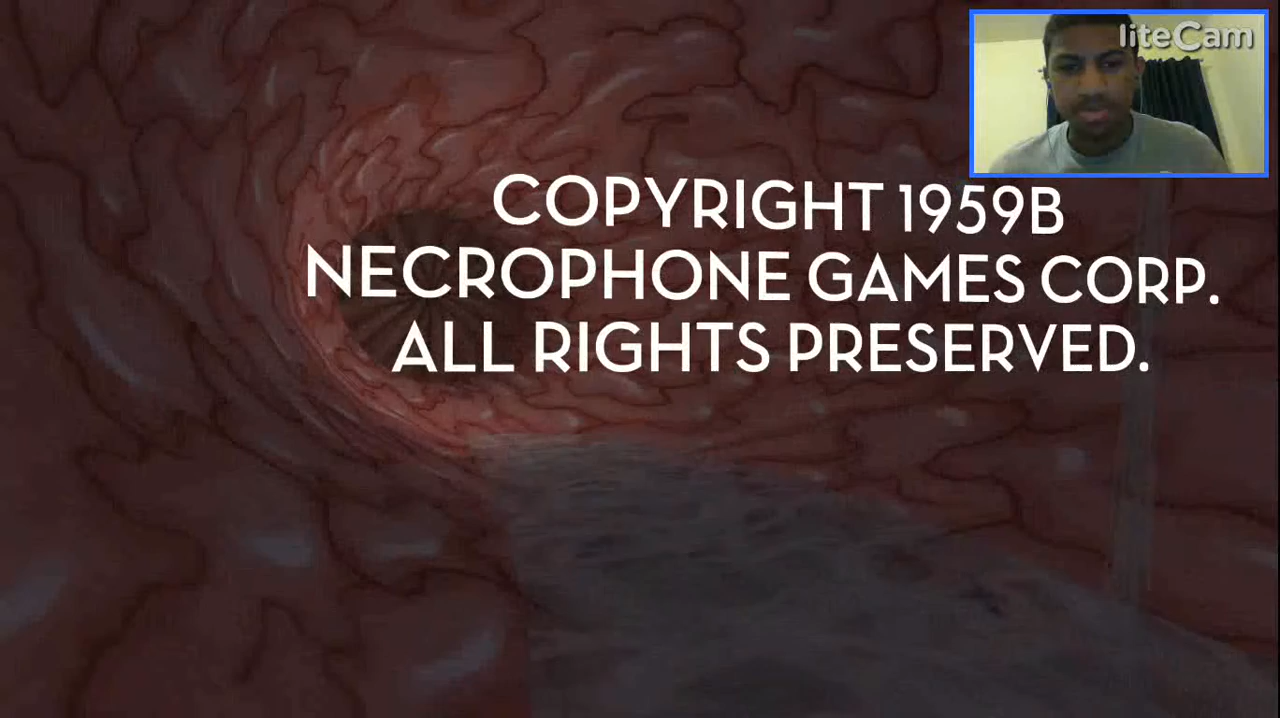 liteCam
COPYRIGHT 1959B
NECROPHONE GAMES CORP.
ALL RIGHTS PRESERVED.